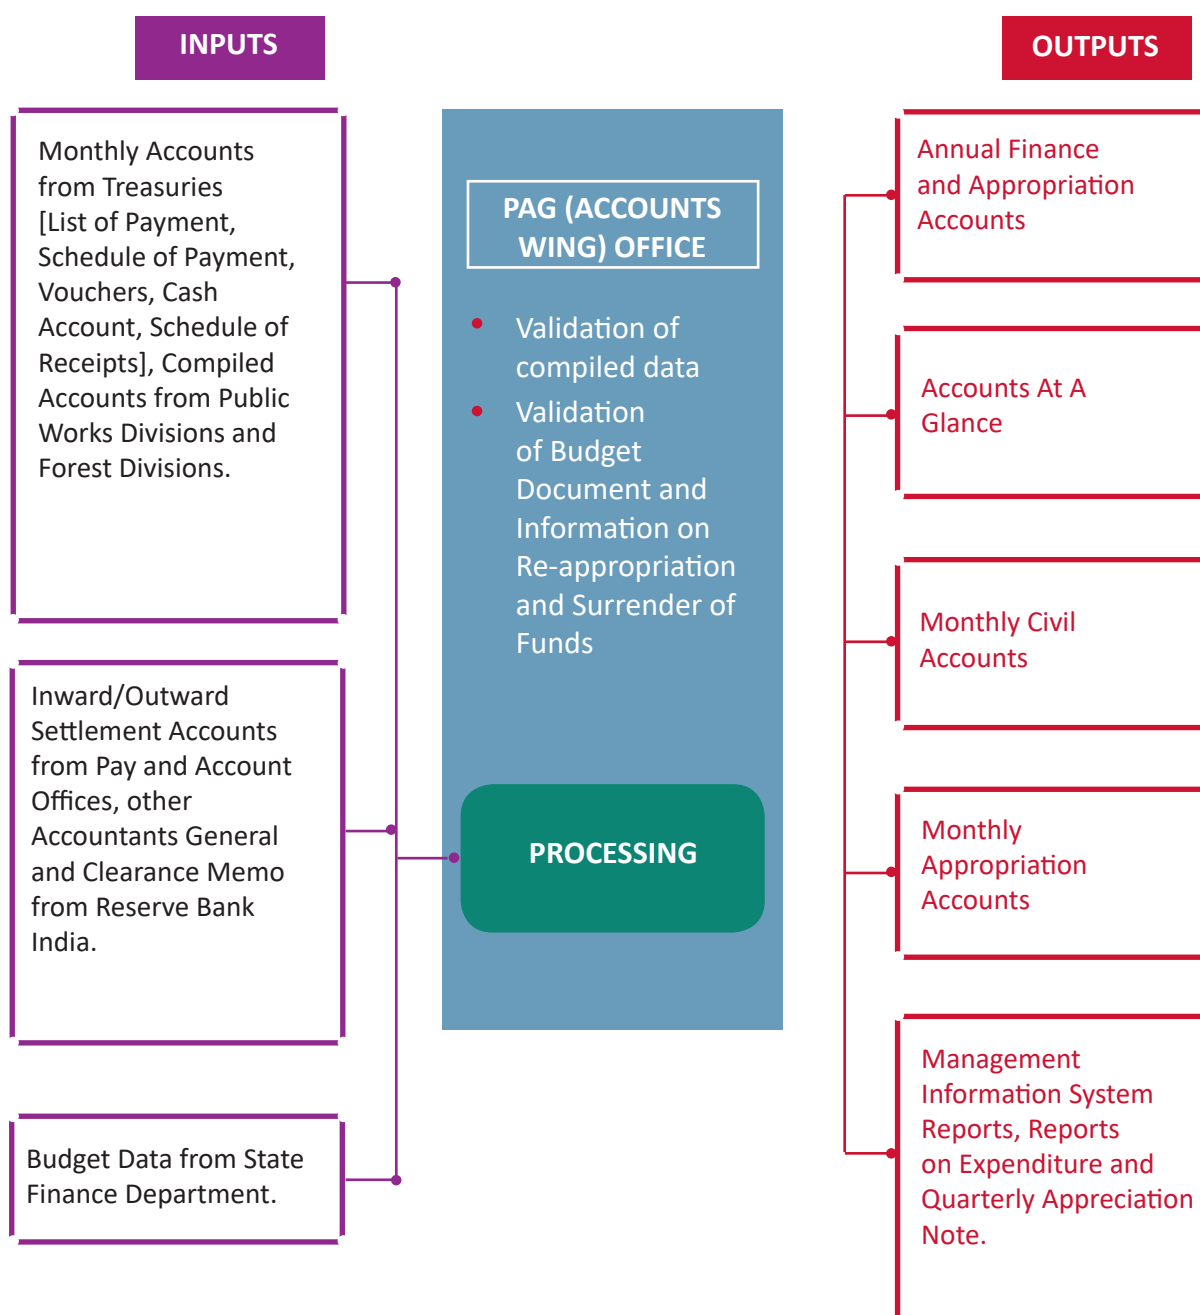 INPUTS
Monthly Accounts
from Treasuries
[List of Payment,
Schedule of Payment,
Vouchers, Cash
Account, Schedule of
Receipts], Compiled
Accounts from Public
Works Divisions and
Forest Divisions.
Inward/Outward
Settlement Accounts
from Pay and Account
Offices, other
Accountants General
and Clearance Memo
from Reserve Bank
India.
Budget Data from State
Finance Department.
PAG (ACCOUNTS
WING) OFFICE
• Validation of
compiled data
• Validation
of Budget
Document and
Information on
Re-appropriation
and Surrender of
Funds
PROCESSING
OUTPUTS
Annual Finance
and Appropriation
Accounts
Accounts At A
Glance
Monthly Civil
Accounts
Monthly
Appropriation
Accounts
Management
Information System
Reports, Reports
on Expenditure and
Quarterly Appreciation
Note.